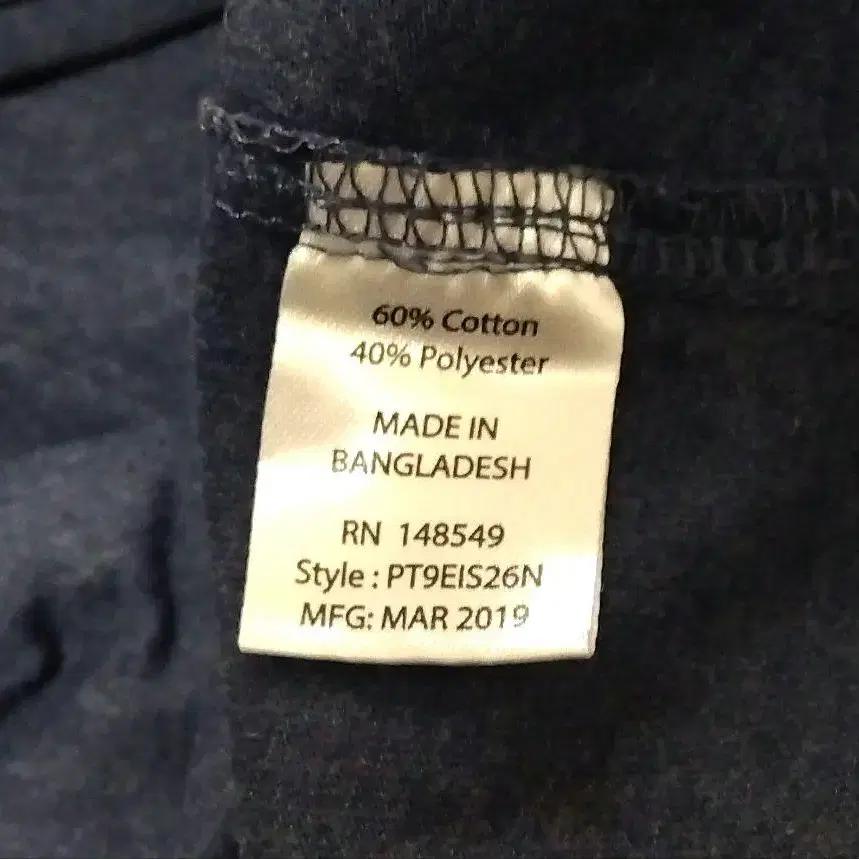 60% Cotton
40% Polyester
MADE IN
BANGLADESH
RN 148549
Style : PT9EIS26N
MFG: MAR 2019